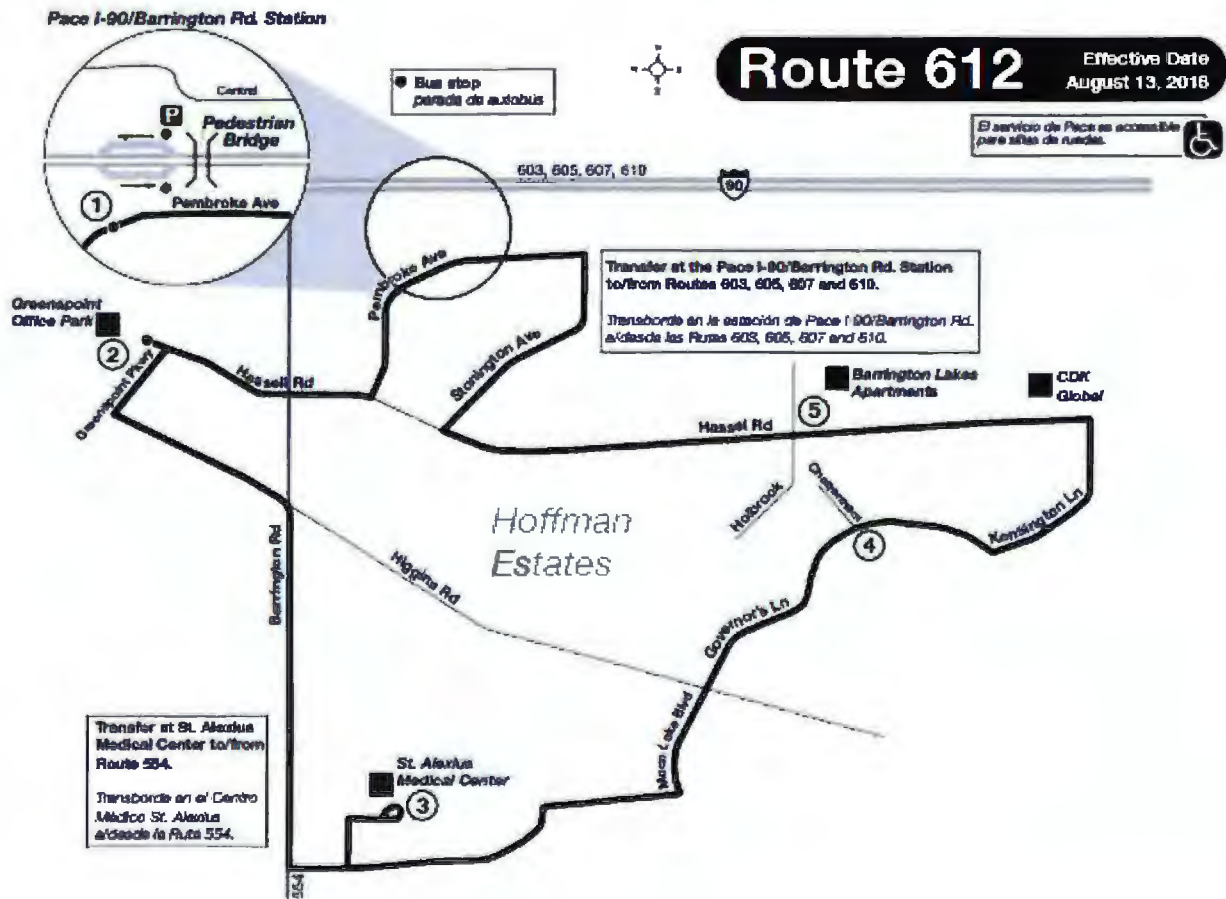 Pace I-90/Barrington Rd. Station
Route 612
Effective Date
August 13, 2018
Bus stop
parada de autobús
El servicio de Pace es accesible
para sillas de ruedas.
Central
P
Pedestrian
Bridge
1
Pembroke Ave
603, 605, 607, 610
90
Pembroke Ave
Transfer at the Pace I-90/Barrington Rd. Station
to/from Routes 603, 605, 607 and 610.
Transborde en la estación de Pace I-90/Barrington Rd.
a/desde las Rutas 603, 605, 607 and 610.
Greenspoint
Office Park
2
Greenspoint Pkwy
Hassell Rd
Stonington Ave
Barrington Lakes
Apartments
CDK
Global
5
Hassel Rd
Holbrook
4
Kensington Ln
Hoffman
Estates
Barrington Rd
Higgins Rd
Governor's Ln
Moon Lake Blvd
Transfer at St. Alexius
Medical Center to/from
Route 554.
Transborde en el Centro
Médico St. Alexius
a/desde la Ruta 554.
St. Alexius
Medical Center
3
554